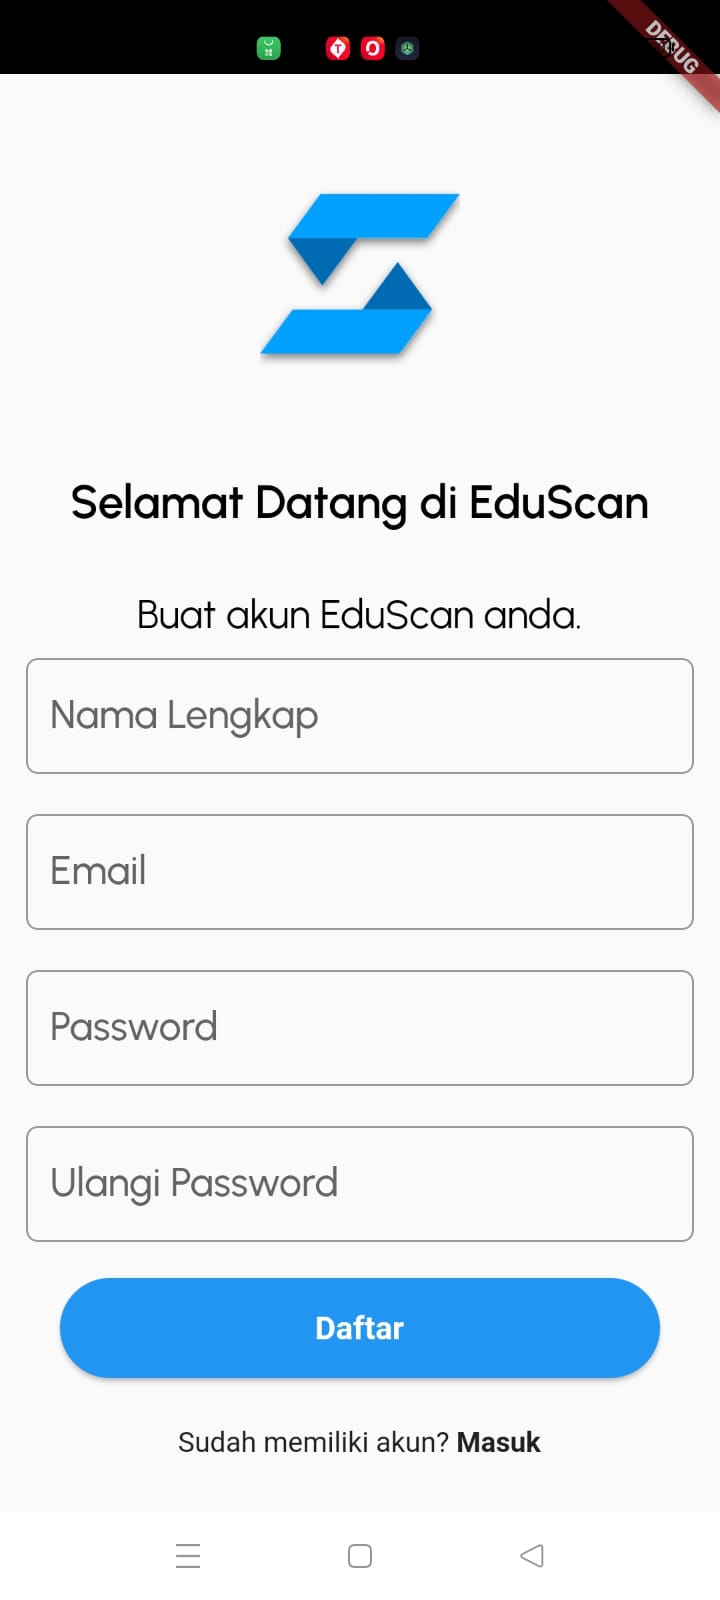 DEBUG
Selamat Datang di EduScan
Buat akun EduScan anda.
Nama Lengkap
Email
Password
Ulangi Password
Daftar
Sudah memiliki akun? Masuk